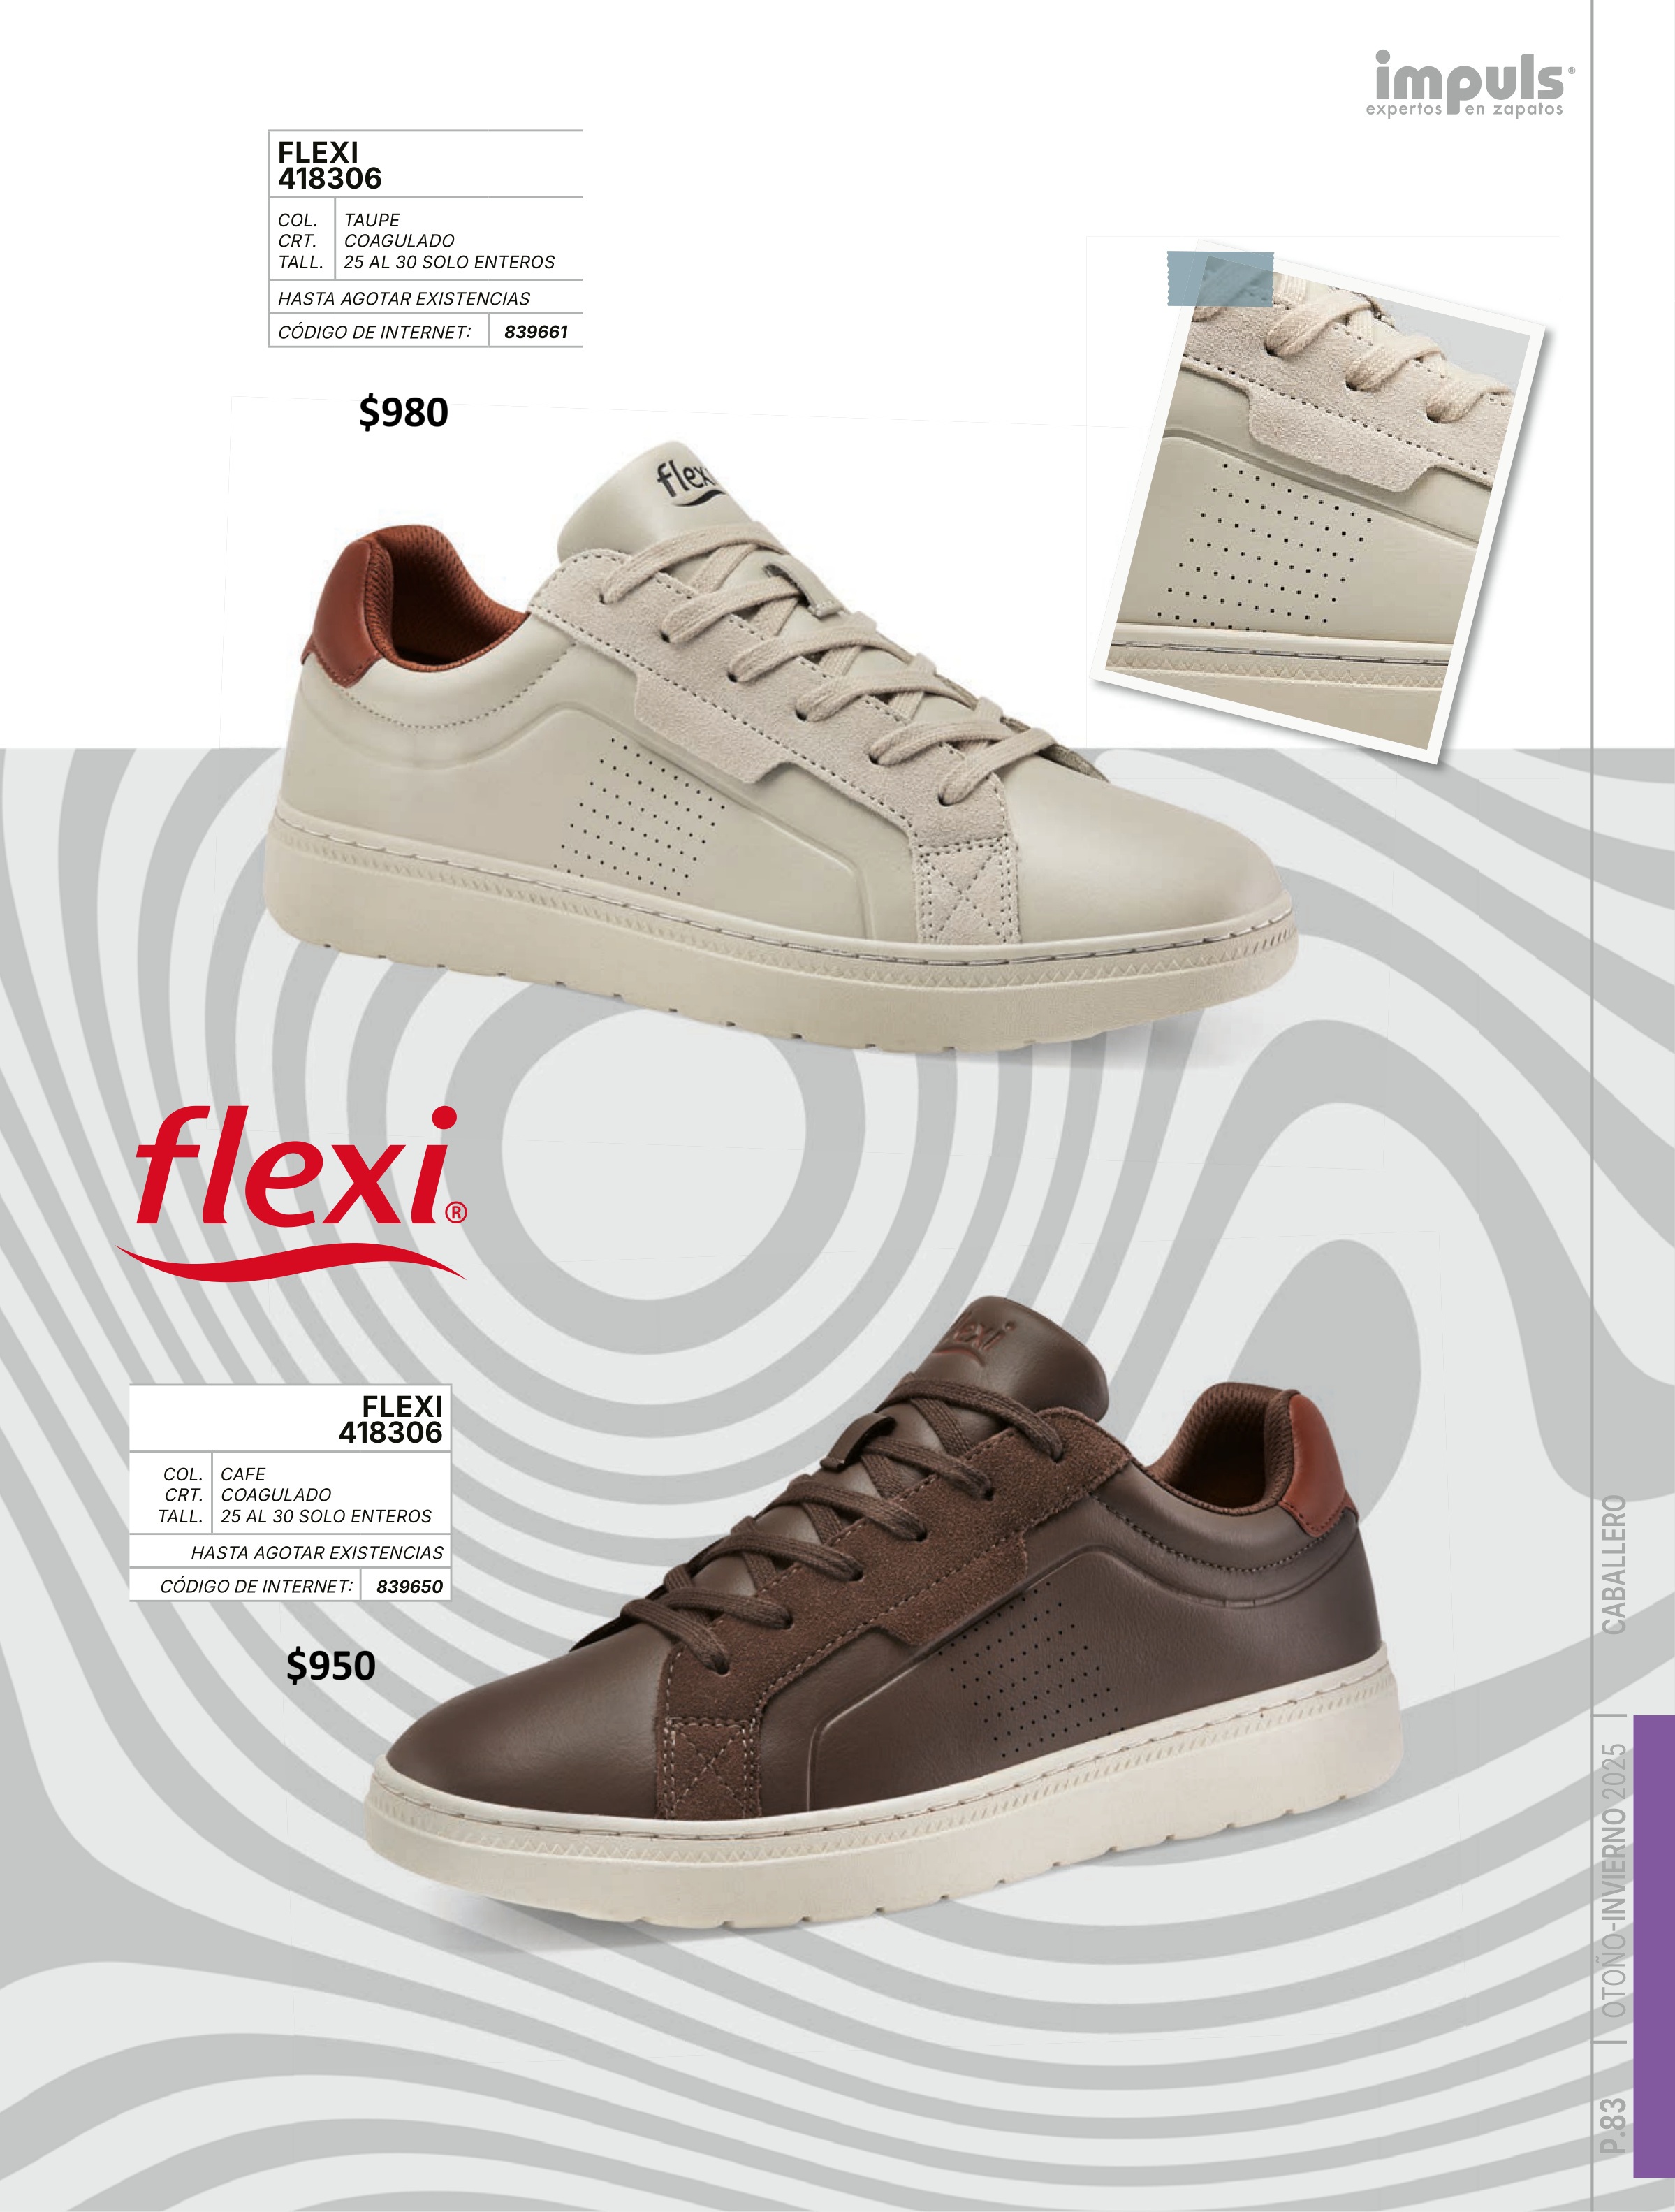 impuls®
expertos en zapatos
FLEXI
418306
COL. TAUPE
CRT. COAGULADO
TALL. 25 AL 30 SOLO ENTEROS
HASTA AGOTAR EXISTENCIAS
CÓDIGO DE INTERNET: 839661
$980
flexi
flexi®
flexi
FLEXI
418306
COL. CAFE
CRT. COAGULADO
TALL. 25 AL 30 SOLO ENTEROS
HASTA AGOTAR EXISTENCIAS
CÓDIGO DE INTERNET: 839650
$950
P.83 | OTOÑO-INVIERNO 2025 | CABALLERO